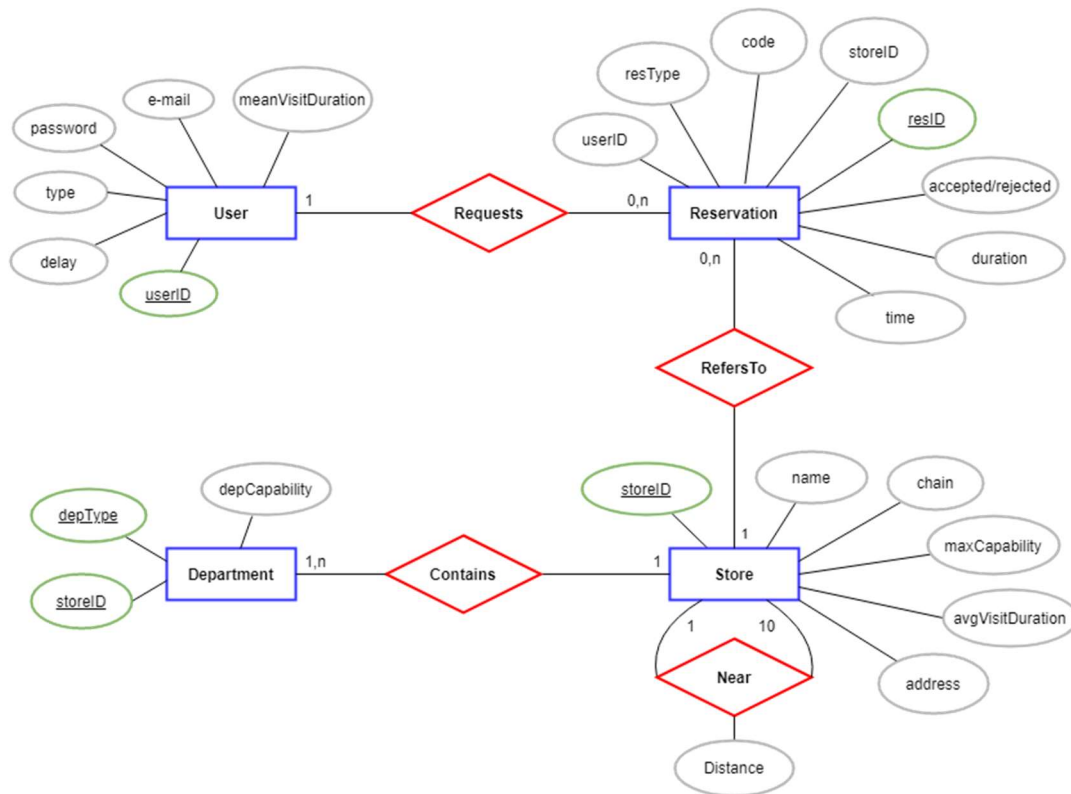 code
storeID
resType
e-mail
meanVisitDuration
resID
password
userID
type
accepted/rejected
User
1
Requests
0,n
Reservation
0,n
delay
duration
userID
time
RefersTo
depCapability
storeID
name
chain
depType
1
maxCapability
Department
1,n
Contains
1
Store
storeID
avgVisitDuration
1
10
Near
address
Distance